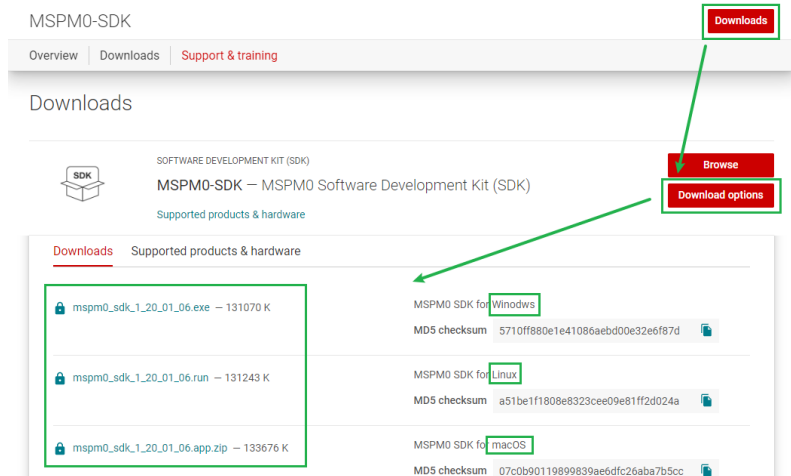 MSPM0-SDK
Downloads
Overview
Downloads
Support & training
Downloads
SDK
SOFTWARE DEVELOPMENT KIT (SDK)
MSPM0-SDK — MSPM0 Software Development Kit (SDK)
Supported products & hardware
Browse
Download options
Downloads
Supported products & hardware
mspm0_sdk_1_20_01_06.exe — 131070 K
MSPM0 SDK for Winodws
MD5 checksum 5710ff880e1e41086aebd00e32e6f87d
mspm0_sdk_1_20_01_06.run — 131243 K
MSPM0 SDK for Linux
MD5 checksum a51be1f1808e8323cee09e81ff2d024a
mspm0_sdk_1_20_01_06.app.zip — 133676 K
MSPM0 SDK for macOS
MD5 checksum 07c0b90119899839ae6dfc26aba7b5cc